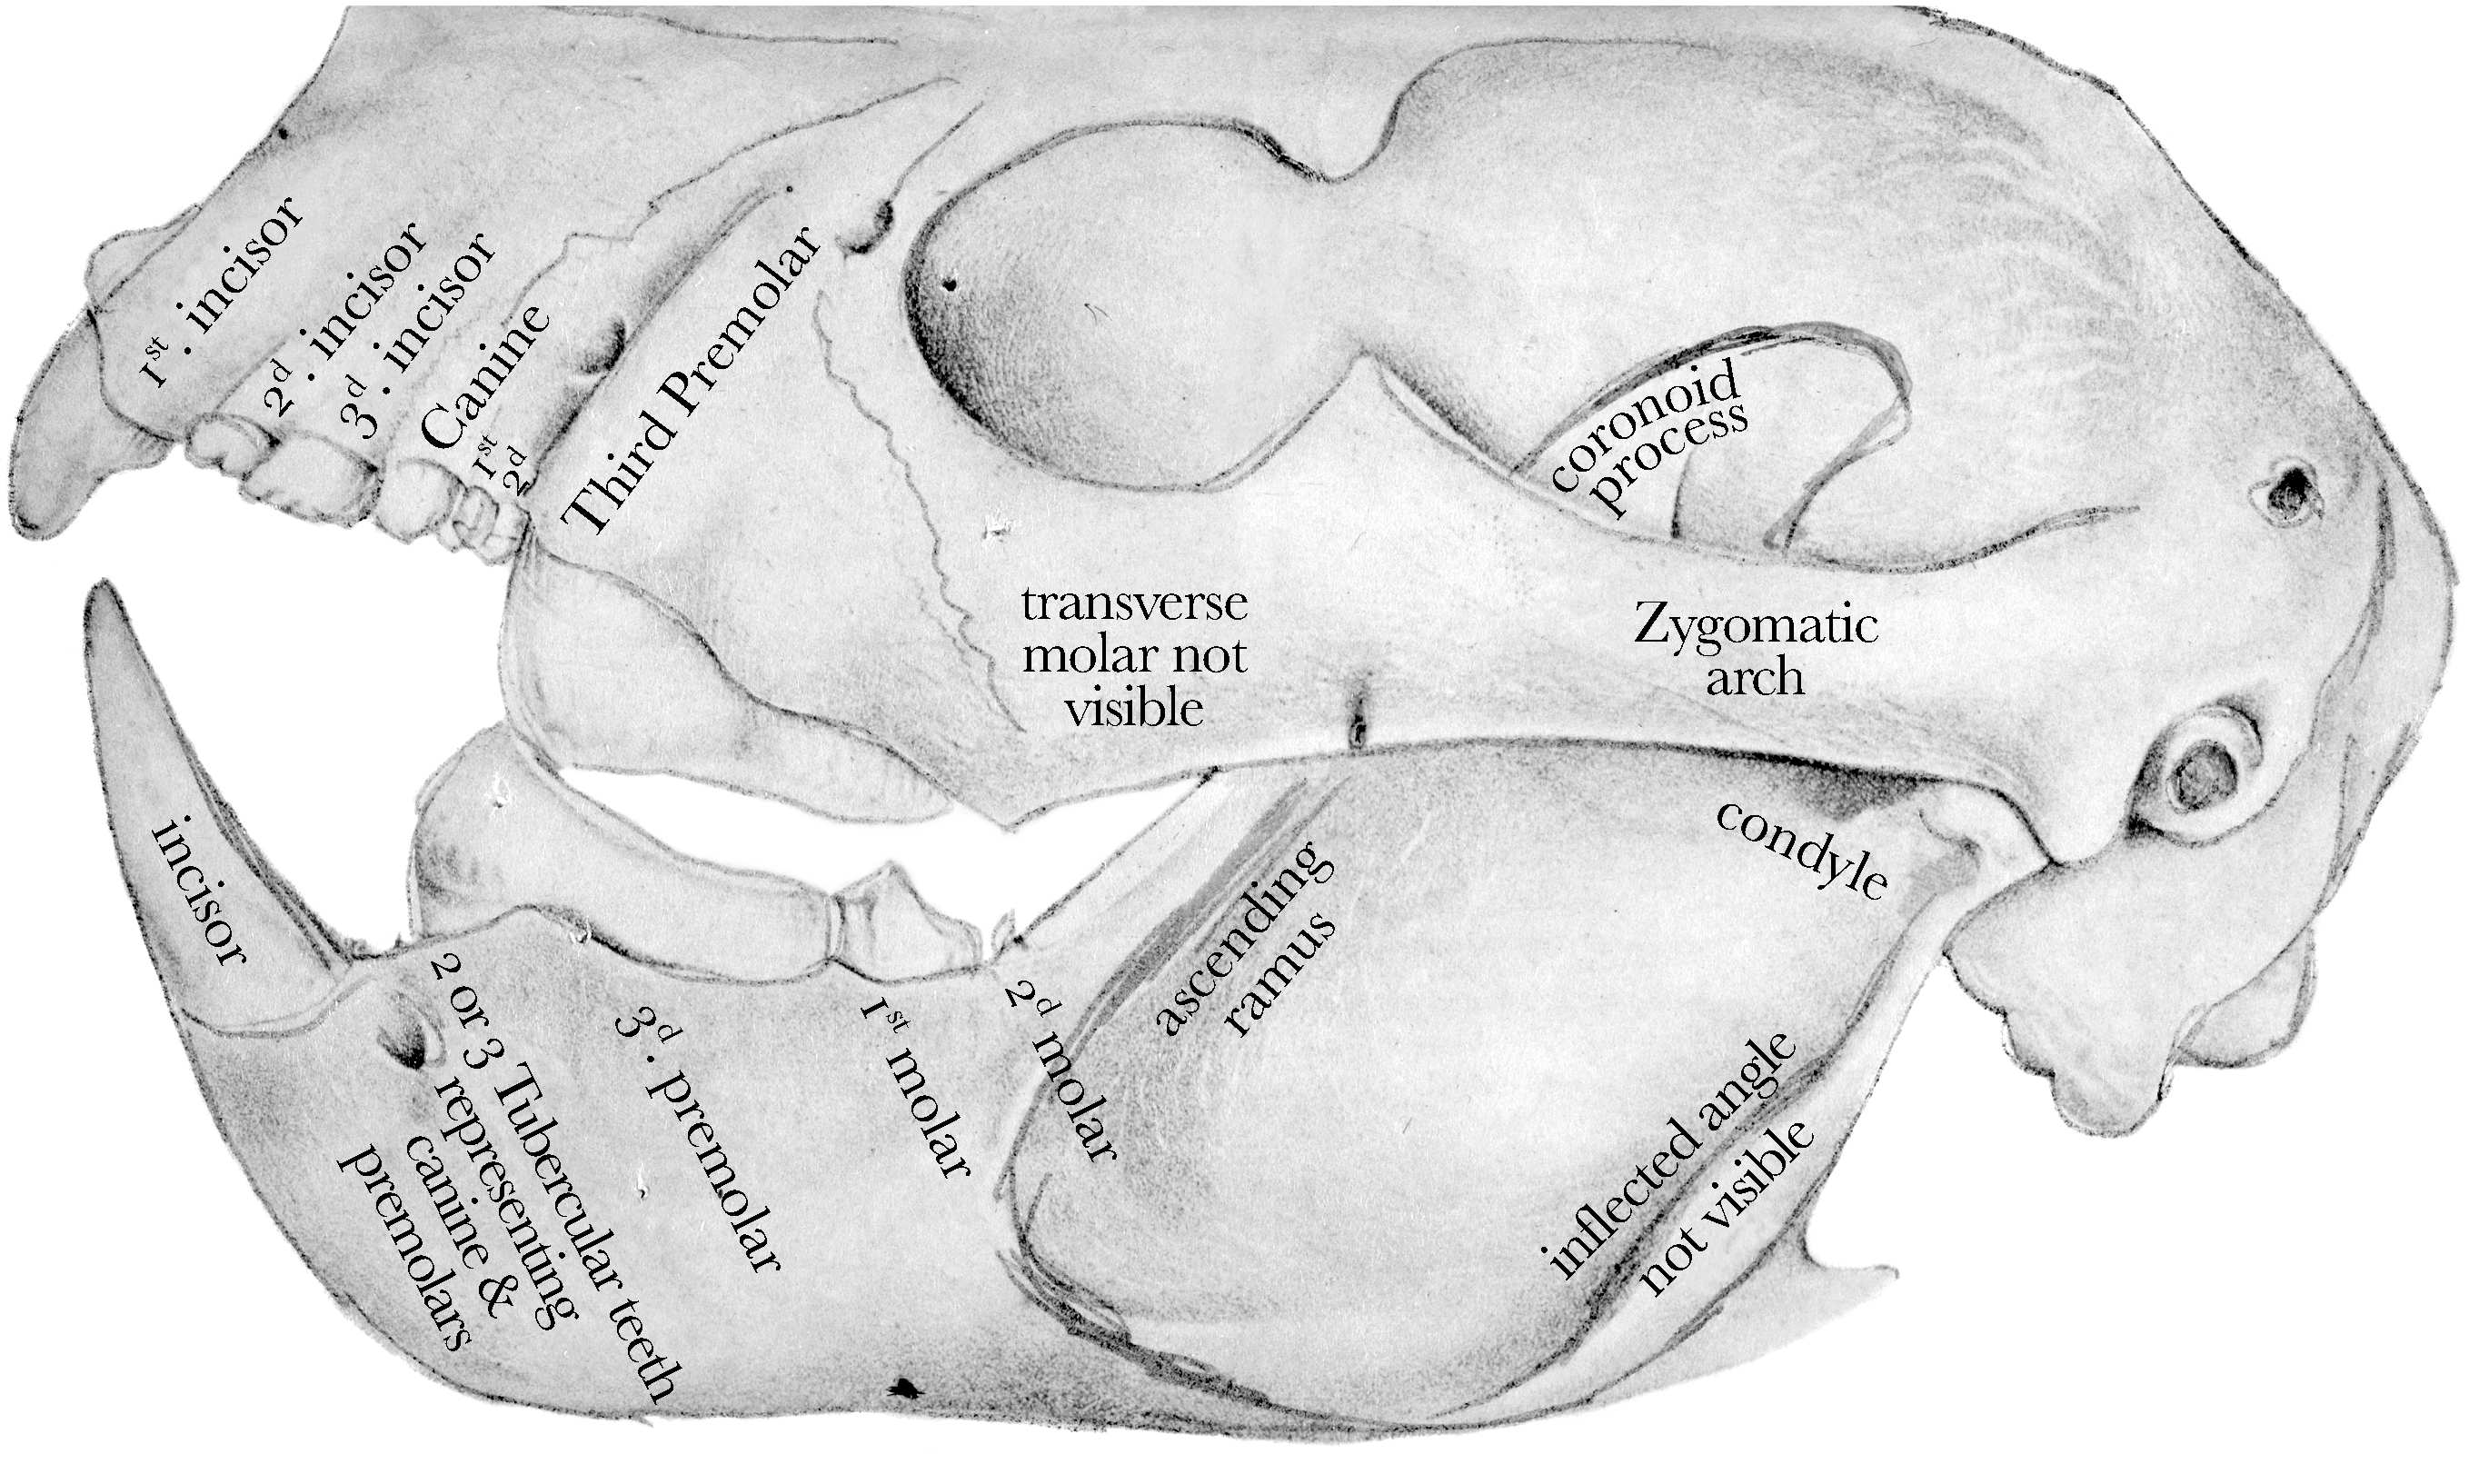 1st. incisor
2d. incisor
3d. incisor
Canine
1st
2d
Third Premolar
coronoid
process
transverse
molar not
visible
Zygomatic
arch
condyle
incisor
ascending
ramus
2 or 3 Tubercular teeth
representing
canine &
premolars
3d. premolar
1st molar
2d molar
inflected angle
not visible